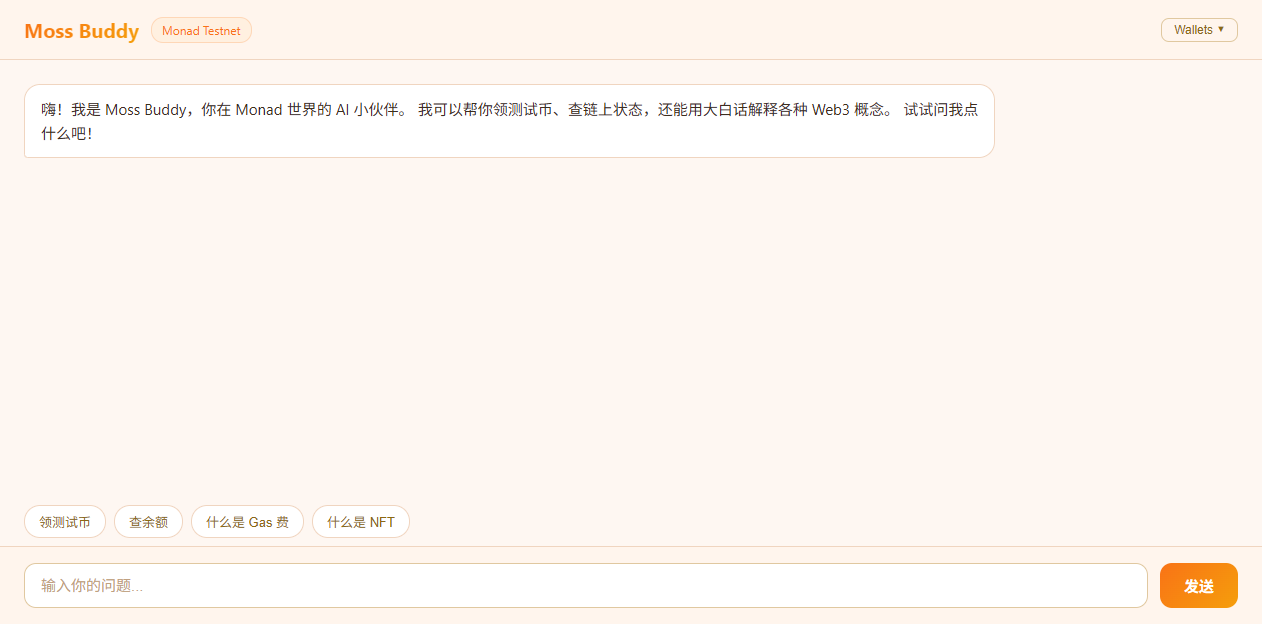 Moss Buddy
Monad Testnet
Wallets ▼
嗨！我是 Moss Buddy，你在 Monad 世界的 AI 小伙伴。 我可以帮你领测试币、查链上状态，还能用大白话解释各种 Web3 概念。 试试问我点
什么吧！
领测试币
查余额
什么是 Gas 费
什么是 NFT
输入你的问题...
发送